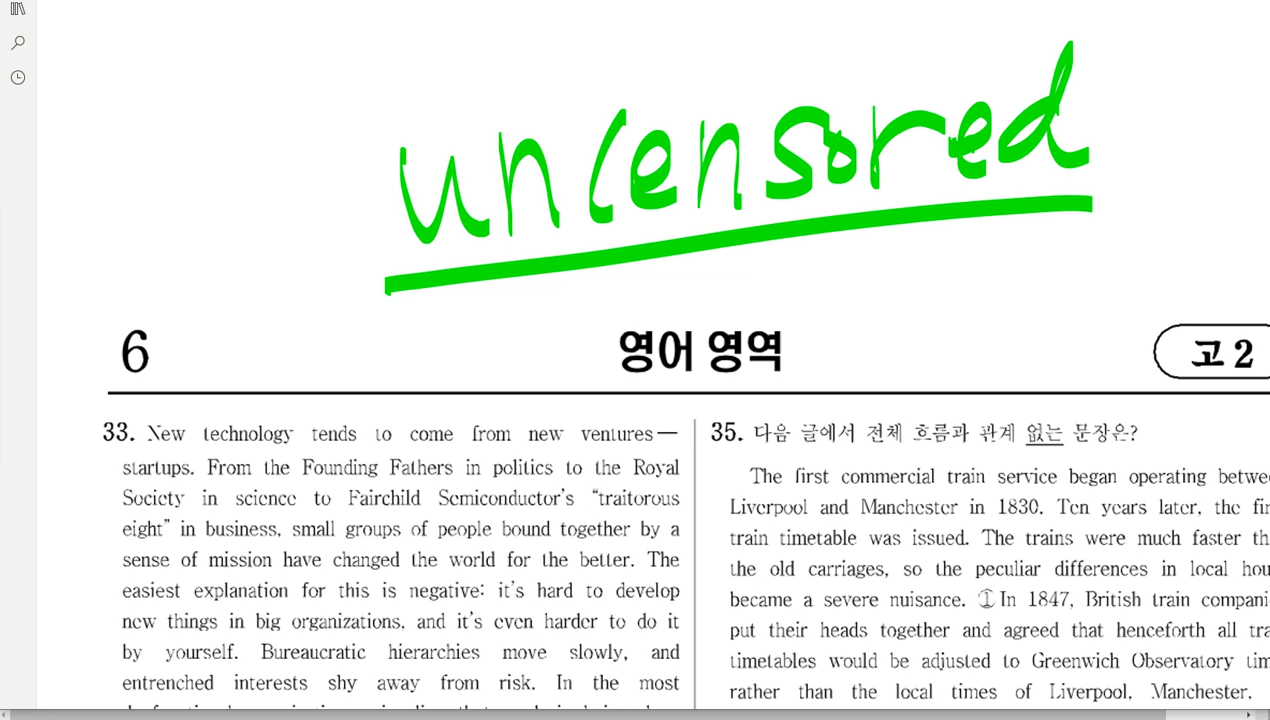 uncensored
6
영어 영역
고 2
33. New technology tends to come from new ventures—
startups. From the Founding Fathers in politics to the Royal
Society in science to Fairchild Semiconductor's "traitorous
eight" in business, small groups of people bound together by a
sense of mission have changed the world for the better. The
easiest explanation for this is negative: it's hard to develop
new things in big organizations, and it's even harder to do it
by yourself. Bureaucratic hierarchies move slowly, and
entrenched interests shy away from risk. In the most
35. 다음 글에서 전체 흐름과 관계 없는 문장은?
The first commercial train service began operating betwe
Liverpool and Manchester in 1830. Ten years later, the fir
train timetable was issued. The trains were much faster th
the old carriages, so the peculiar differences in local hou
became a severe nuisance. ① In 1847, British train compani
put their heads together and agreed that henceforth all tra
timetables would be adjusted to Greenwich Observatory tim
rather than the local times of Liverpool, Manchester,